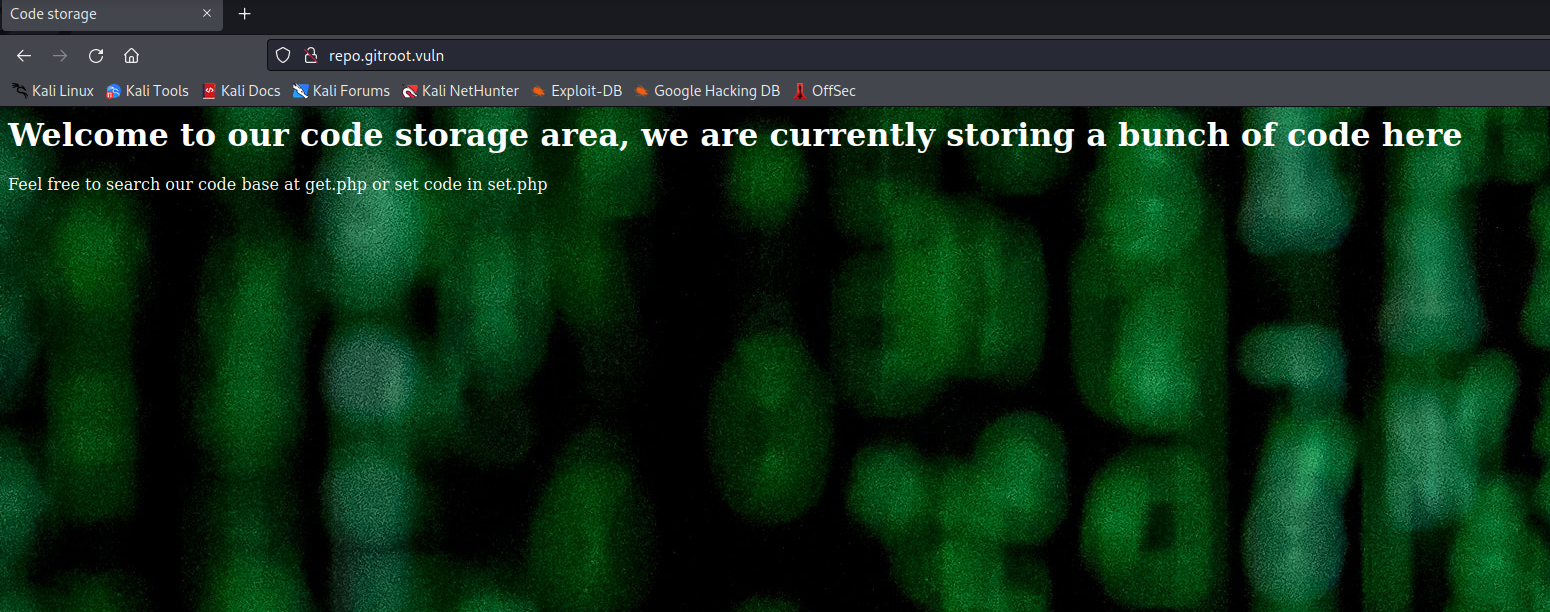 Code storage
repo.gitroot.vuln
Kali Linux Kali Tools Kali Docs Kali Forums Kali NetHunter Exploit-DB Google Hacking DB OffSec
Welcome to our code storage area, we are currently storing a bunch of code here
Feel free to search our code base at get.php or set code in set.php